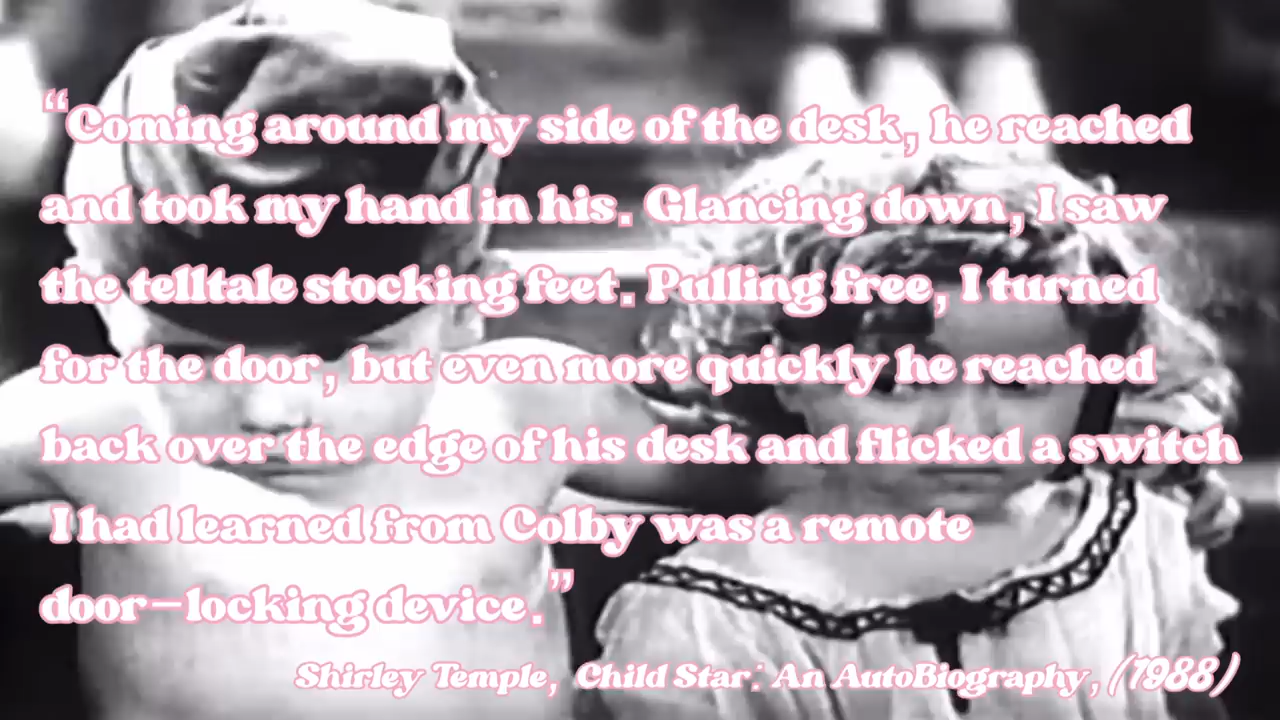 “Coming around my side of the desk, he reached
and took my hand in his. Glancing down, I saw
the telltale stocking feet. Pulling free, I turned
for the door, but even more quickly he reached
back over the edge of his desk and flicked a switch
I had learned from Colby was a remote
door-locking device.”
Shirley Temple, Child Star: An AutoBiography, (1988)